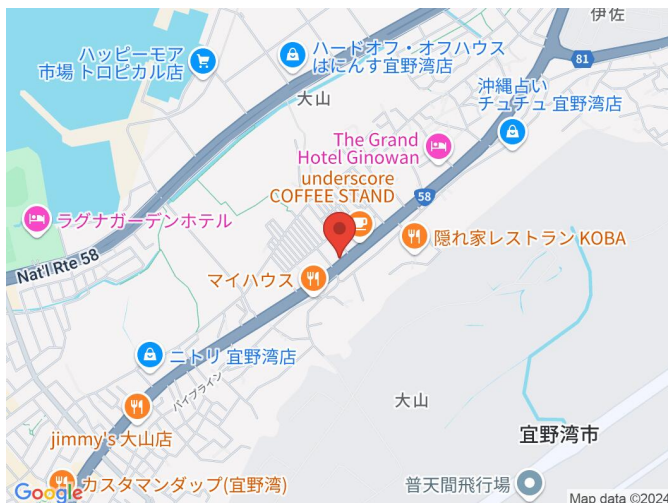 伊佐
ハッピーモア
市場 トロピカル店
ハードオフ・オフハウス
はにんす宜野湾店
81
大山
沖縄占い
チュチュ 宜野湾店
The Grand
Hotel Ginowan
underscore
COFFEE STAND
58
ラグナガーデンホテル
隠れ家レストラン KOBA
Nat'l Rte 58
マイハウス
ニトリ 宜野湾店
パイプライン
大山
jimmy's 大山店
宜野湾市
カスタマンダップ(宜野湾)
普天間飛行場
Google
Map data ©2024